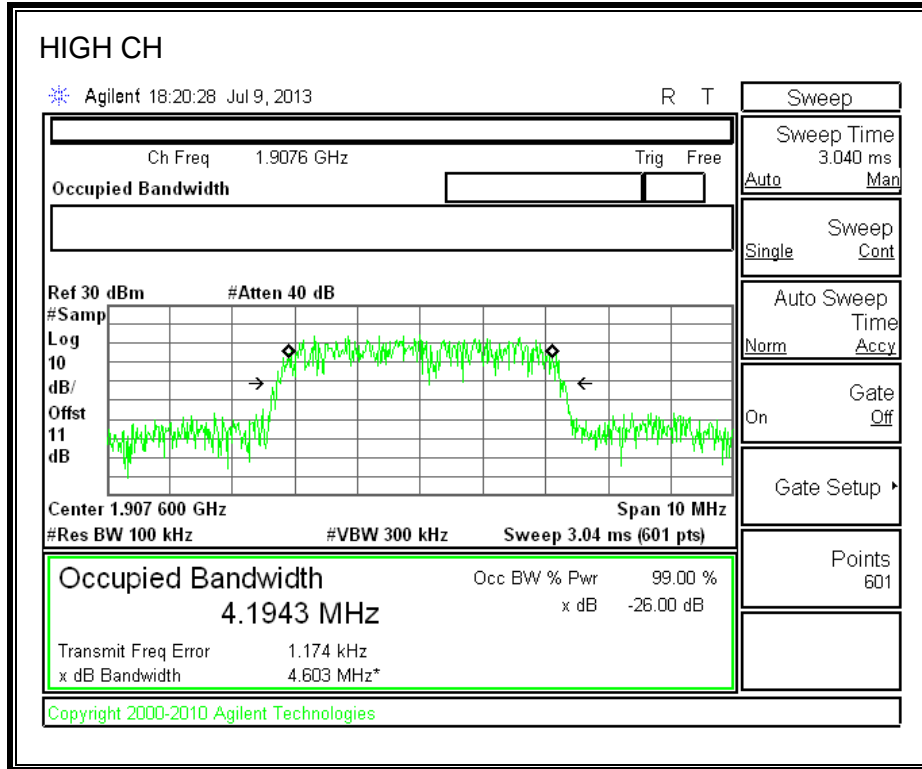 HIGH CH
Agilent 18:20:28 Jul 9, 2013 R T
Ch Freq 1.9076 GHz Trig Free
Occupied Bandwidth
Ref 30 dBm #Atten 40 dB
#Samp
Log
10
dB/
Offst
11
dB
Center 1.907 600 GHz Span 10 MHz
#Res BW 100 kHz #VBW 300 kHz Sweep 3.04 ms (601 pts)
Occupied Bandwidth Occ BW % Pwr 99.00 %
4.1943 MHz x dB -26.00 dB
Transmit Freq Error 1.174 kHz
x dB Bandwidth 4.603 MHz*
Copyright 2000-2010 Agilent Technologies
Sweep
Sweep Time
3.040 ms
Auto Man
Sweep
Single Cont
Auto Sweep
Time
Norm Accy
Gate
On Off
Gate Setup
Points
601